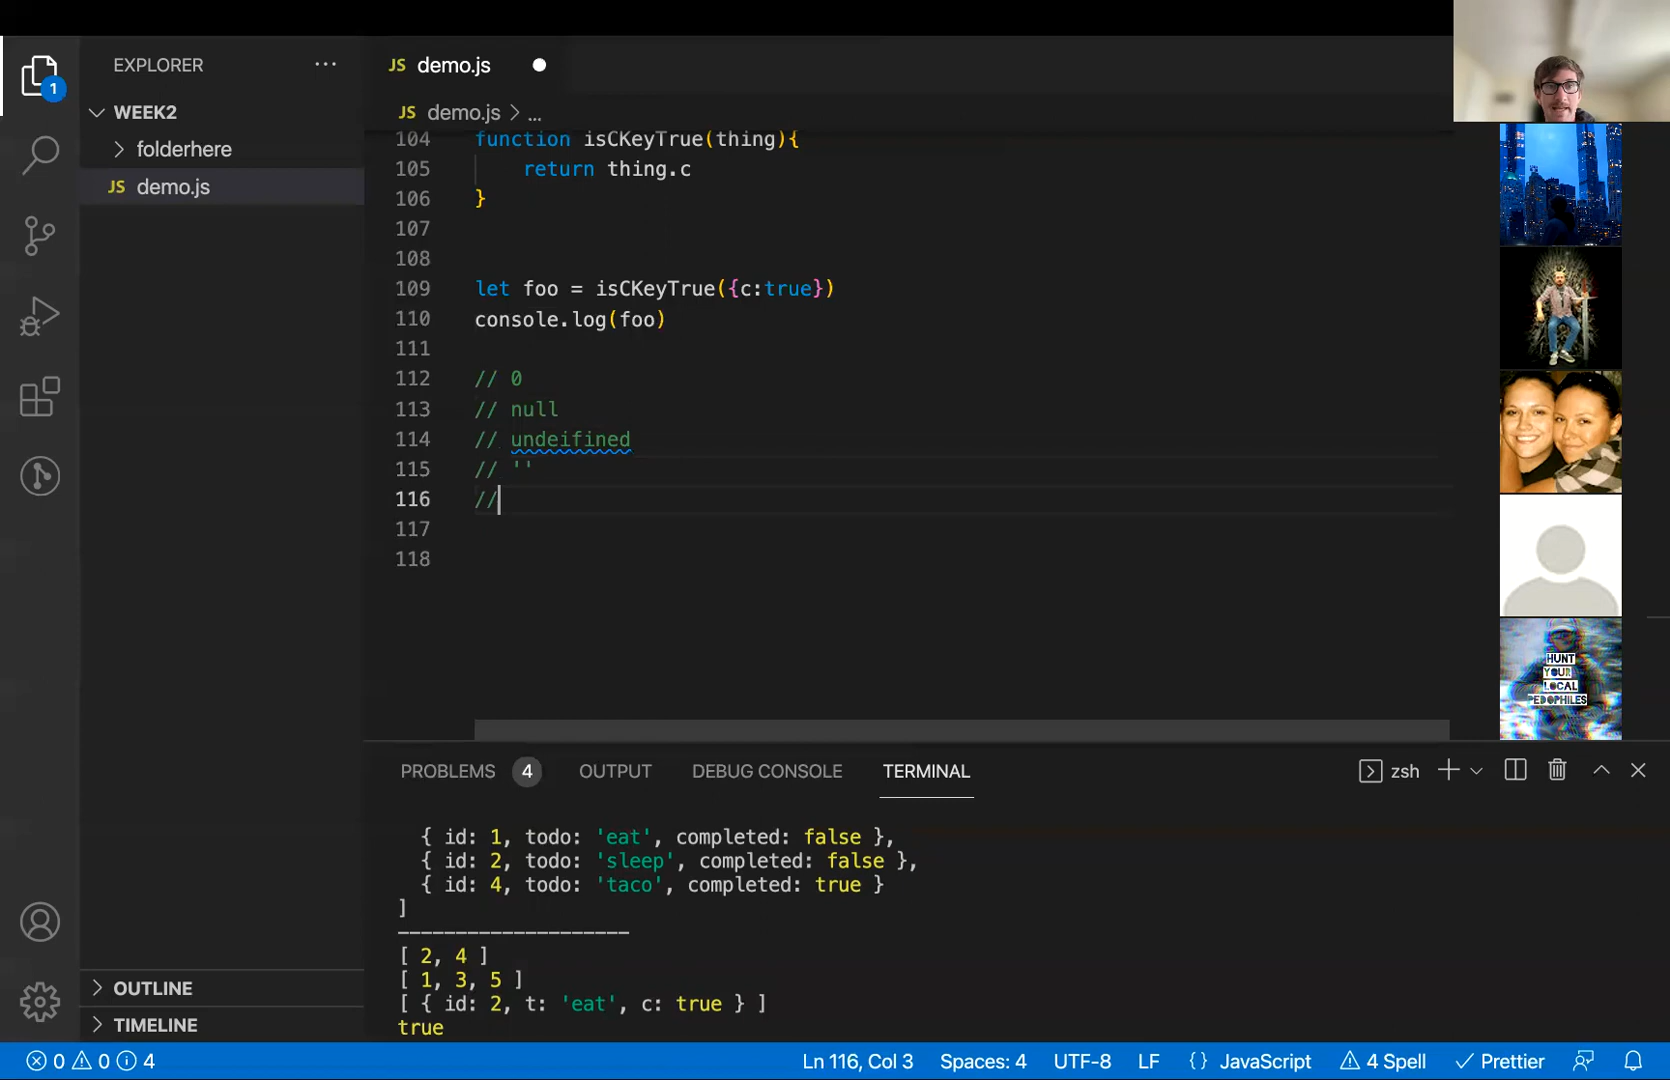 EXPLORER ···
JS demo.js
1
WEEK2
JS demo.js > ...
folderhere
JS demo.js
104 function isCKeyTrue(thing){
105 return thing.c
106 }
107
108
109 let foo = isCKeyTrue({c:true})
110 console.log(foo)
111
112 // 0
113 // null
114 // undeifined
115 // ''
116 //
117
118
HUNT
YOUR
LOCAL
PEDOPHILES
PROBLEMS 4 OUTPUT DEBUG CONSOLE TERMINAL zsh
{ id: 1, todo: 'eat', completed: false },
{ id: 2, todo: 'sleep', completed: false },
{ id: 4, todo: 'taco', completed: true }
]
--------------------
[ 2, 4 ]
[ 1, 3, 5 ]
[ { id: 2, t: 'eat', c: true } ]
true
OUTLINE
TIMELINE
0 0 4 Ln 116, Col 3 Spaces: 4 UTF-8 LF {} JavaScript 4 Spell Prettier